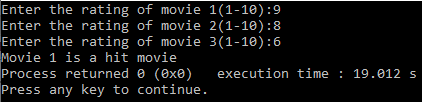 Enter the rating of movie 1(1-10):9
Enter the rating of movie 2(1-10):8
Enter the rating of movie 3(1-10):6
Movie 1 is a hit movie
Process returned 0 (0x0)   execution time : 19.012 s
Press any key to continue.